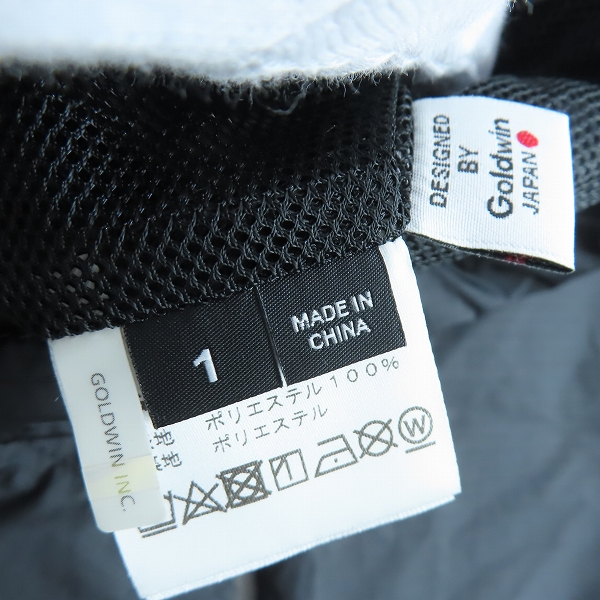 DESIGNED
BY
Goldwin
JAPAN
MADE IN
CHINA
1
GOLDWIN INC.
ポリエステル100%
地 ポリエステル
W